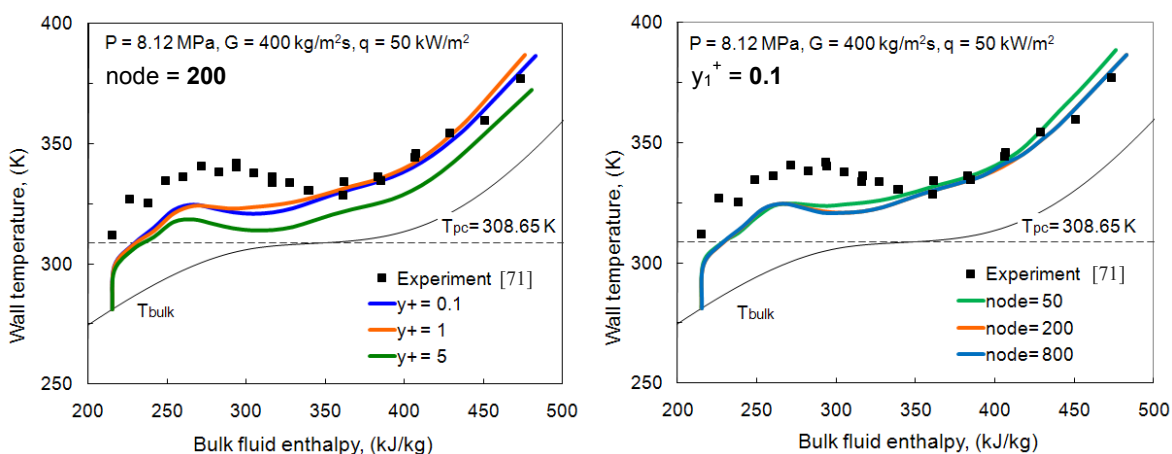 P = 8.12 MPa, G = 400 kg/m²s, q = 50 kW/m²
node = 200
400
350
300
250
Wall temperature, (K)
Tpc= 308.65 K
Experiment [71]
y+= 0.1
y+= 1
y+= 5
Tbulk
200 250 300 350 400 450 500
Bulk fluid enthalpy, (kJ/kg)
P = 8.12 MPa, G = 400 kg/m²s, q = 50 kW/m²
y₁⁺ = 0.1
400
350
300
250
Wall temperature, (K)
Tpc= 308.65 K
Experiment [71]
node= 50
node= 200
node= 800
Tbulk
200 250 300 350 400 450 500
Bulk fluid enthalpy, (kJ/kg)